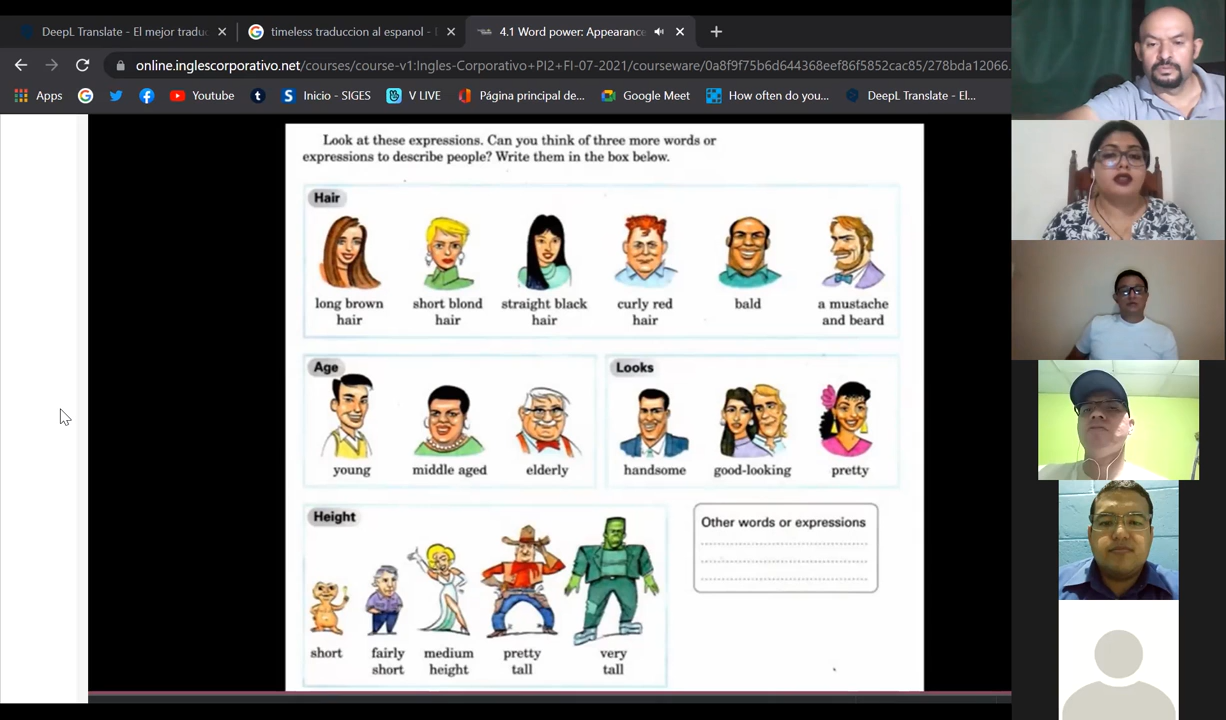 DeepL Translate - El mejor traduc
timeless traduccion al espanol - 
4.1 Word power: Appearance
online.inglescorporativo.net/courses/course-v1:Ingles-Corporativo+PI2+FI-07-2021/courseware/0a8f9f75b6d644368eef86f5852cac85/278bda12066.
Apps
Youtube
Inicio - SIGES
V LIVE
Página principal de...
Google Meet
How often do you...
DeepL Translate - El...
Look at these expressions. Can you think of three more words or
expressions to describe people? Write them in the box below.
Hair
long brown
hair
short blond
hair
straight black
hair
curly red
hair
bald
a mustache
and beard
Age
young
middle aged
elderly
Looks
handsome
good-looking
pretty
Height
short
fairly
short
medium
height
pretty
tall
very
tall
Other words or expressions